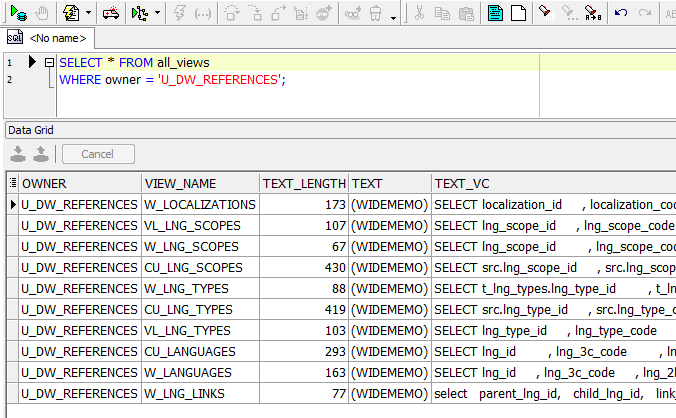 <No name>
1 SELECT * FROM all_views
2 WHERE owner = 'U_DW_REFERENCES';
Data Grid
Cancel
OWNER VIEW_NAME TEXT_LENGTH TEXT TEXT_VC
U_DW_REFERENCES W_LOCALIZATIONS 173 (WIDEMEMO) SELECT localization_id , localization_cod
U_DW_REFERENCES VL_LNG_SCOPES 107 (WIDEMEMO) SELECT lng_scope_id , lng_scope_code
U_DW_REFERENCES W_LNG_SCOPES 67 (WIDEMEMO) SELECT lng_scope_id , lng_scope_co
U_DW_REFERENCES CU_LNG_SCOPES 430 (WIDEMEMO) SELECT src.lng_scope_id , src.lng_scop
U_DW_REFERENCES W_LNG_TYPES 88 (WIDEMEMO) SELECT t_lng_types.lng_type_id , t_ln
U_DW_REFERENCES CU_LNG_TYPES 419 (WIDEMEMO) SELECT src.lng_type_id , src.lng_type_c
U_DW_REFERENCES VL_LNG_TYPES 103 (WIDEMEMO) SELECT lng_type_id , lng_type_code
U_DW_REFERENCES CU_LANGUAGES 293 (WIDEMEMO) SELECT lng_id , lng_3c_code , ln
U_DW_REFERENCES W_LANGUAGES 163 (WIDEMEMO) SELECT lng_id , lng_3c_code , lng_2
U_DW_REFERENCES W_LNG_LINKS 77 (WIDEMEMO) select parent_lng_id, child_lng_id, link_